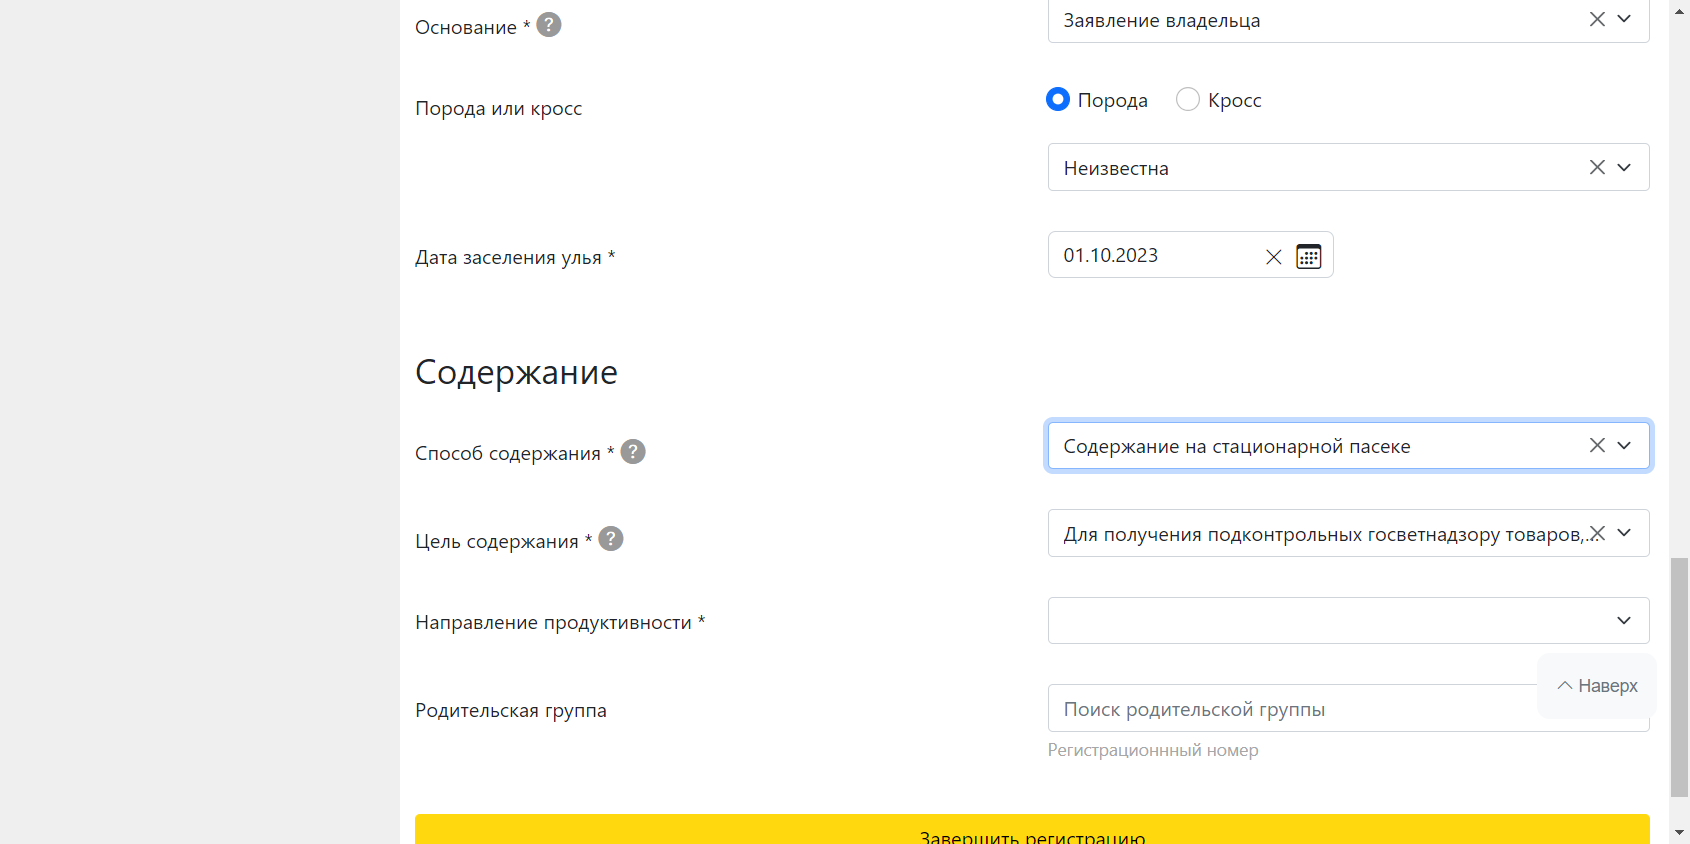 Основание * ?
Заявление владельца
Порода или кросс
Порода Кросс
Неизвестна
Дата заселения улья *
01.10.2023
Содержание
Способ содержания * ?
Содержание на стационарной пасеке
Цель содержания * ?
Для получения подконтрольных госветнадзору товаров,...
Направление продуктивности *
Наверх
Родительская группа
Поиск родительской группы
Регистрационнный номер
Завершить регистрацию